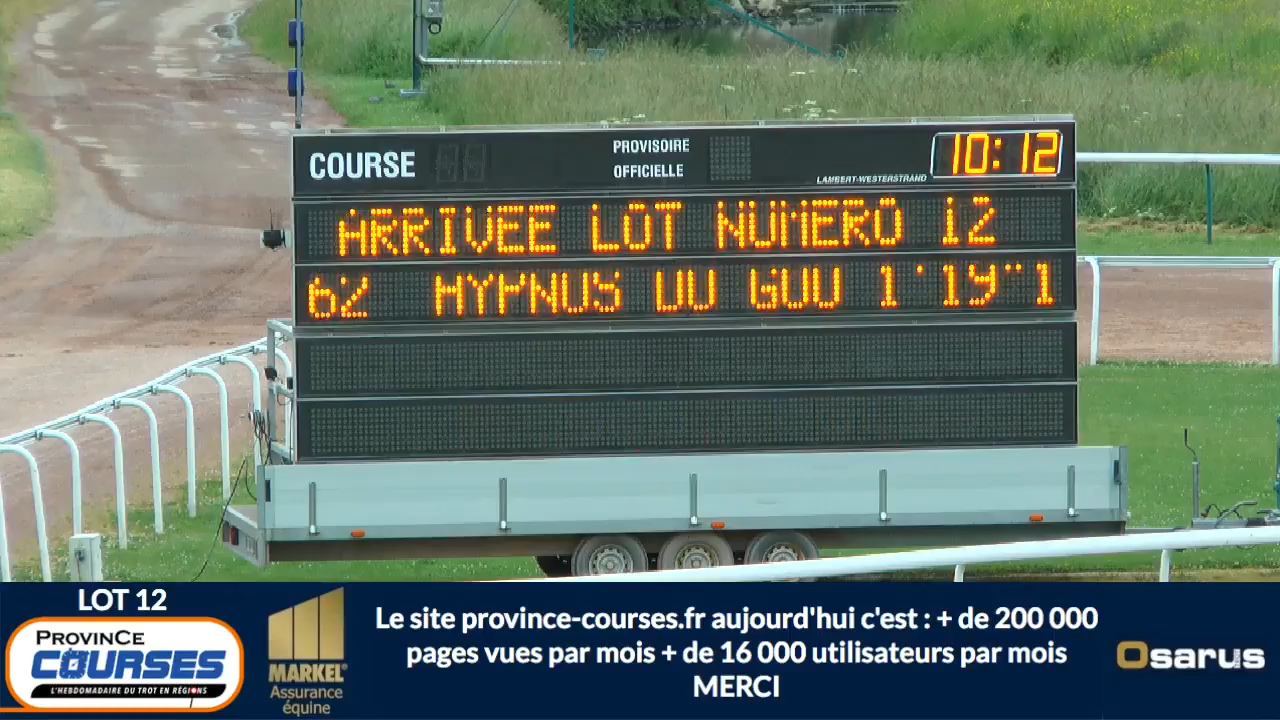 COURSE
PROVISOIRE
OFFICIELLE
LAMBERT-WESTERSTRAND
10:12
ARRIVEE LOT NUMERO 12
62 HYPNUS DU GUU 1'19"1
LOT 12
PROVINCE
COURSES
L'HEBDOMADAIRE DU TROT EN RÉGIONS
MARKEL
Assurance
équine
Le site province-courses.fr aujourd'hui c'est : + de 200 000
pages vues par mois + de 16 000 utilisateurs par mois
MERCI
Osarus